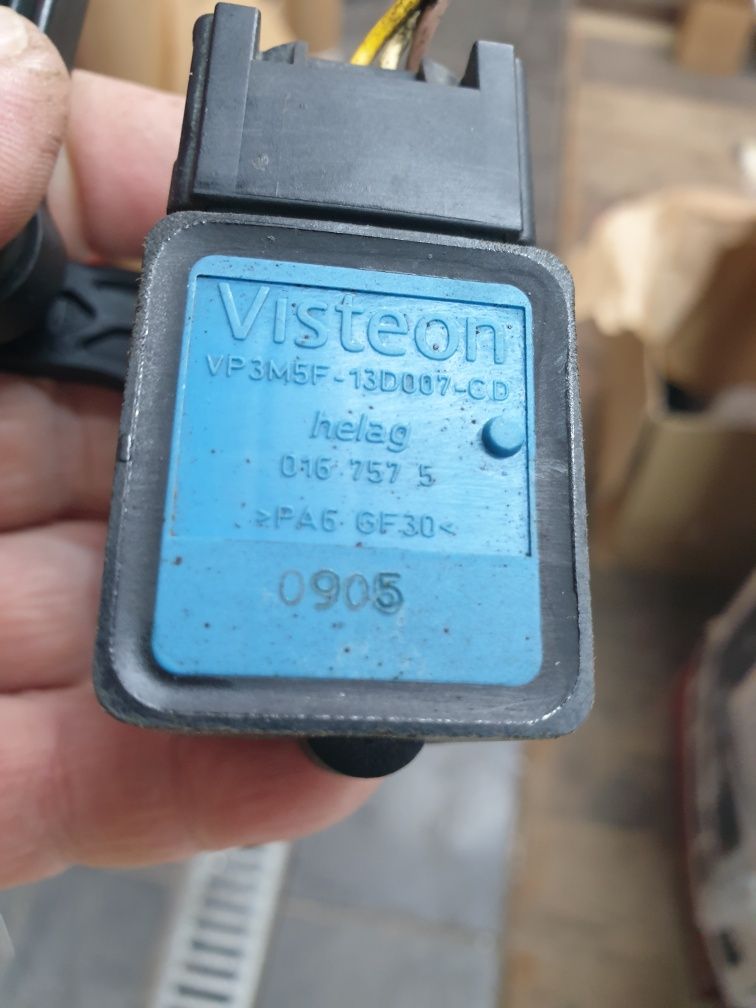 Visteon
VP3M5F-13D007-CD
helag
016 757 5
>PA6 GF30<
0905